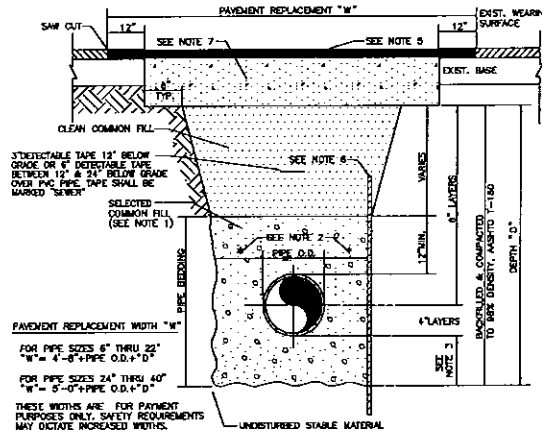 PAVEMENT REPLACEMENT "W"
12"
12"
EXIST. WEARING
SURFACE
SAW CUT
SEE NOTE 7
SEE NOTE 5
EXIST. BASE
6"
TYP.
CLEAN COMMON FILL
3"DETECTABLE TAPE 12" BELOW
GRADE OR 6" DETECTABLE TAPE
BETWEEN 12" & 24" BELOW GRADE
OVER PVC PIPE. TAPE SHALL BE
MARKED "SEWER"
SEE NOTE 6
VARIES
6" LAYERS
BACKFILLED & COMPACTED
TO 98% DENSITY, AASHTO T-180
DEPTH "D"
SELECTED
COMMON FILL
(SEE NOTE 1)
SEE NOTE 2
PIPE O.D.
12"MIN.
PIPE BEDDING
4"LAYERS
SEE
NOTE 3
PAVEMENT REPLACEMENT WIDTH "W"
FOR PIPE SIZES 6" THRU 22"
"W"= 4'-8"+PIPE O.D.+"D"
FOR PIPE SIZES 24" THRU 40"
"W"= 5'-0"+PIPE O.D.+"D"
THESE WIDTHS ARE FOR PAYMENT
PURPOSES ONLY. SAFETY REQUIREMENTS
MAY DICTATE INCREASED WIDTHS.
UNDISTURBED STABLE MATERIAL